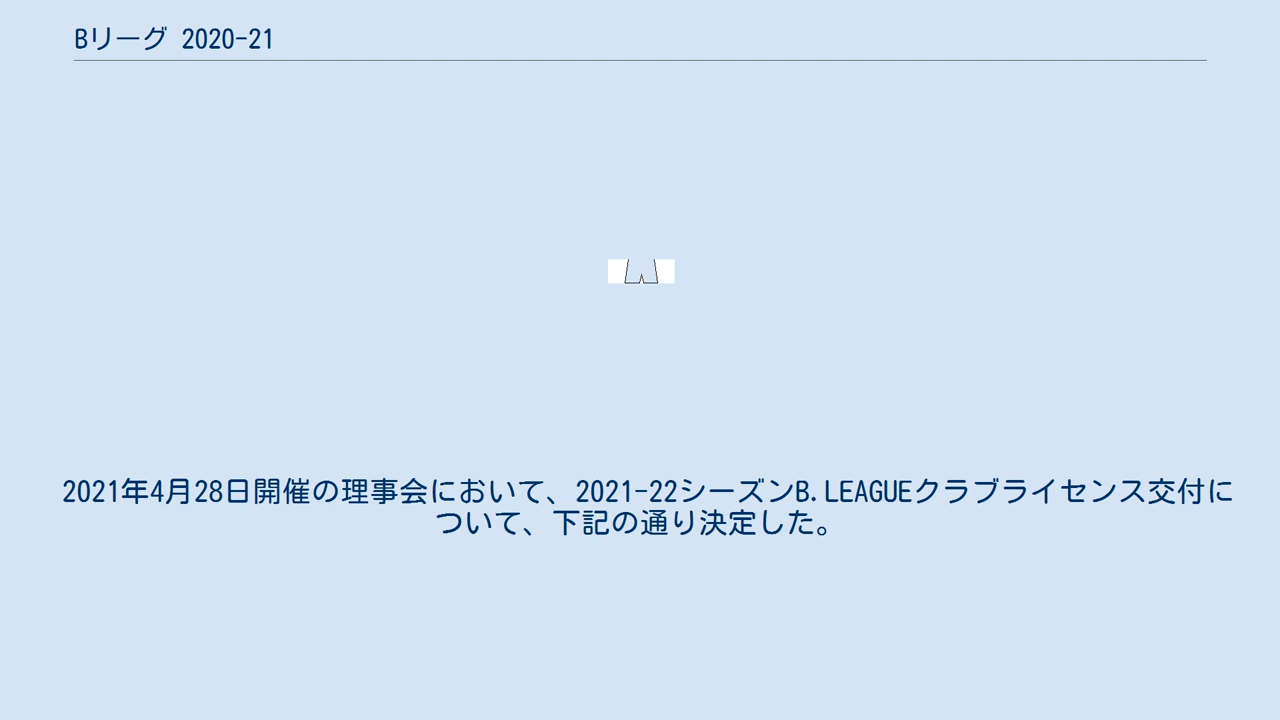 Bリーグ 2020-21
2021年4月28日開催の理事会において、2021-22シーズンB.LEAGUEクラブライセンス交付に
ついて、下記の通り決定した。